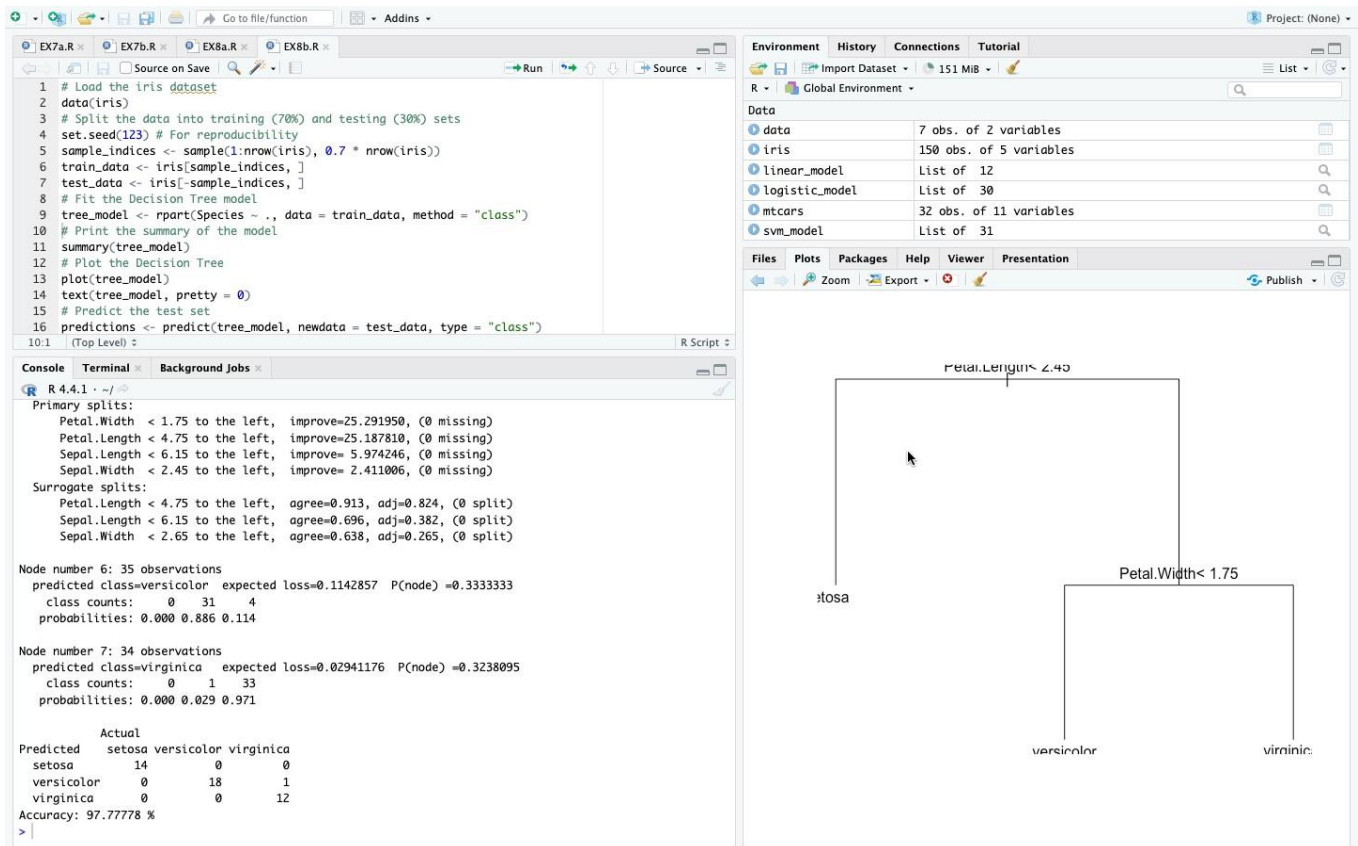 Go to file/function
Addins
Project: (None)
EX7a.R
EX7b.R
EX8a.R
EX8b.R
Source on Save
Run
Source
1 # Load the iris dataset
2 data(iris)
3 # Split the data into training (70%) and testing (30%) sets
4 set.seed(123) # For reproducibility
5 sample_indices <- sample(1:nrow(iris), 0.7 * nrow(iris))
6 train_data <- iris[sample_indices, ]
7 test_data <- iris[-sample_indices, ]
8 # Fit the Decision Tree model
9 tree_model <- rpart(Species ~ ., data = train_data, method = "class")
10 # Print the summary of the model
11 summary(tree_model)
12 # Plot the Decision Tree
13 plot(tree_model)
14 text(tree_model, pretty = 0)
15 # Predict the test set
16 predictions <- predict(tree_model, newdata = test_data, type = "class")
10:1 (Top Level)
R Script
Console Terminal Background Jobs
R 4.4.1 · ~/
Primary splits:
Petal.Width < 1.75 to the left, improve=25.291950, (0 missing)
Petal.Length < 4.75 to the left, improve=25.187810, (0 missing)
Sepal.Length < 6.15 to the left, improve= 5.974246, (0 missing)
Sepal.Width < 2.45 to the left, improve= 2.411006, (0 missing)
Surrogate splits:
Petal.Length < 4.75 to the left, agree=0.913, adj=0.824, (0 split)
Sepal.Length < 6.15 to the left, agree=0.696, adj=0.382, (0 split)
Sepal.Width < 2.65 to the left, agree=0.638, adj=0.265, (0 split)
Node number 6: 35 observations
predicted class=versicolor expected loss=0.1142857 P(node) =0.3333333
class counts: 0 31 4
probabilities: 0.000 0.886 0.114
Node number 7: 34 observations
predicted class=virginica expected loss=0.02941176 P(node) =0.3238095
class counts: 0 1 33
probabilities: 0.000 0.029 0.971
Actual
Predicted setosa versicolor virginica
setosa 14 0 0
versicolor 0 18 1
virginica 0 0 12
Accuracy: 97.77778 %
>
Environment History Connections Tutorial
Import Dataset
151 MiB
List
R
Global Environment
Data
data 7 obs. of 2 variables
iris 150 obs. of 5 variables
linear_model List of 12
logistic_model List of 30
mtcars 32 obs. of 11 variables
svm_model List of 31
Files Plots Packages Help Viewer Presentation
Zoom
Export
Publish
Petal.Length< 2.45
etosa
Petal.Width< 1.75
versicolor
virginic